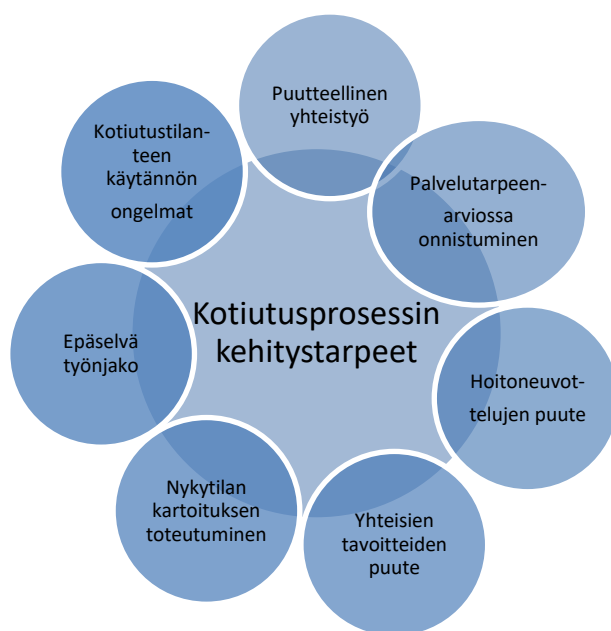 Puutteellinen
yhteistyö
Palvelutarpeen-
arviossa
onnistuminen
Hoitoneuvot-
telujen puute
Yhteisien
tavoitteiden
puute
Nykytilan
kartoituksen
toteutuminen
Epäselvä
työnjako
Kotiutustilan-
teen
käytännön
ongelmat
Kotiutusprosessin
kehitystarpeet